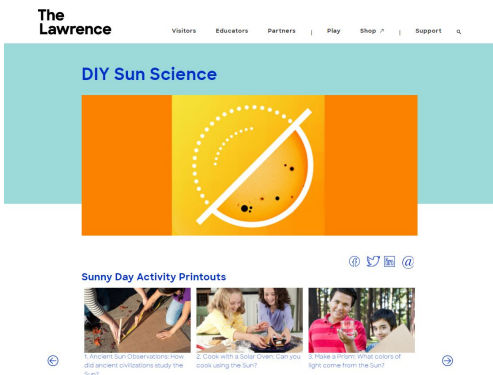 The
Lawrence
Visitors Educators Partners | Play Shop ↗ | Support
DIY Sun Science
Sunny Day Activity Printouts
1. Ancient Sun Observations: How
did ancient civilizations study the
Sun?
2. Cook with a Solar Oven: Can you
cook using the Sun?
3. Make a Prism: What colors of
light come from the Sun?